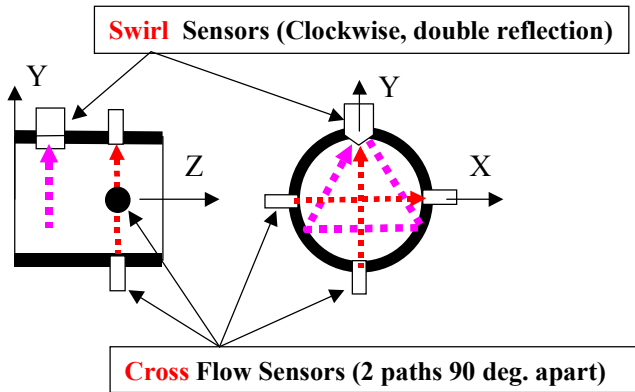 Swirl Sensors (Clockwise, double reflection)
Y
Y
Z
X
Cross Flow Sensors (2 paths 90 deg. apart)